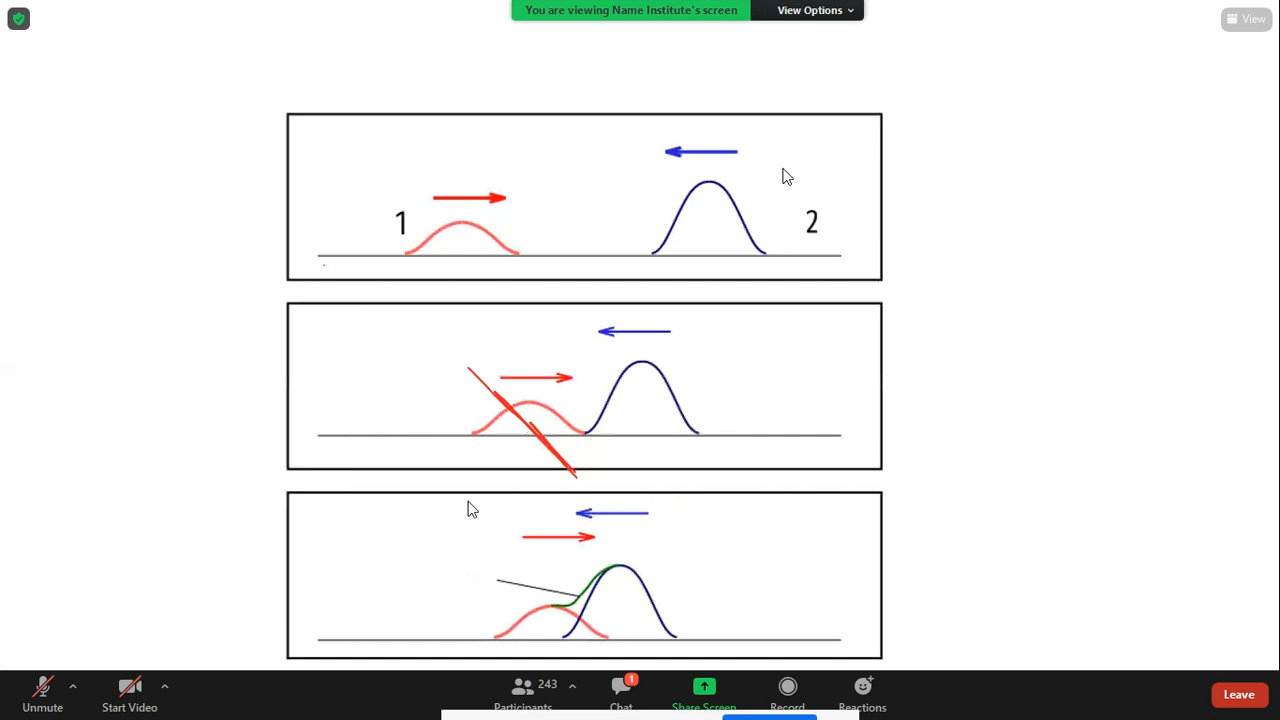 You are viewing Name Institute's screen
View Options
View
1
2
243
1
Unmute
Start Video
Participants
Chat
Share Screen
Record
Reactions
Leave